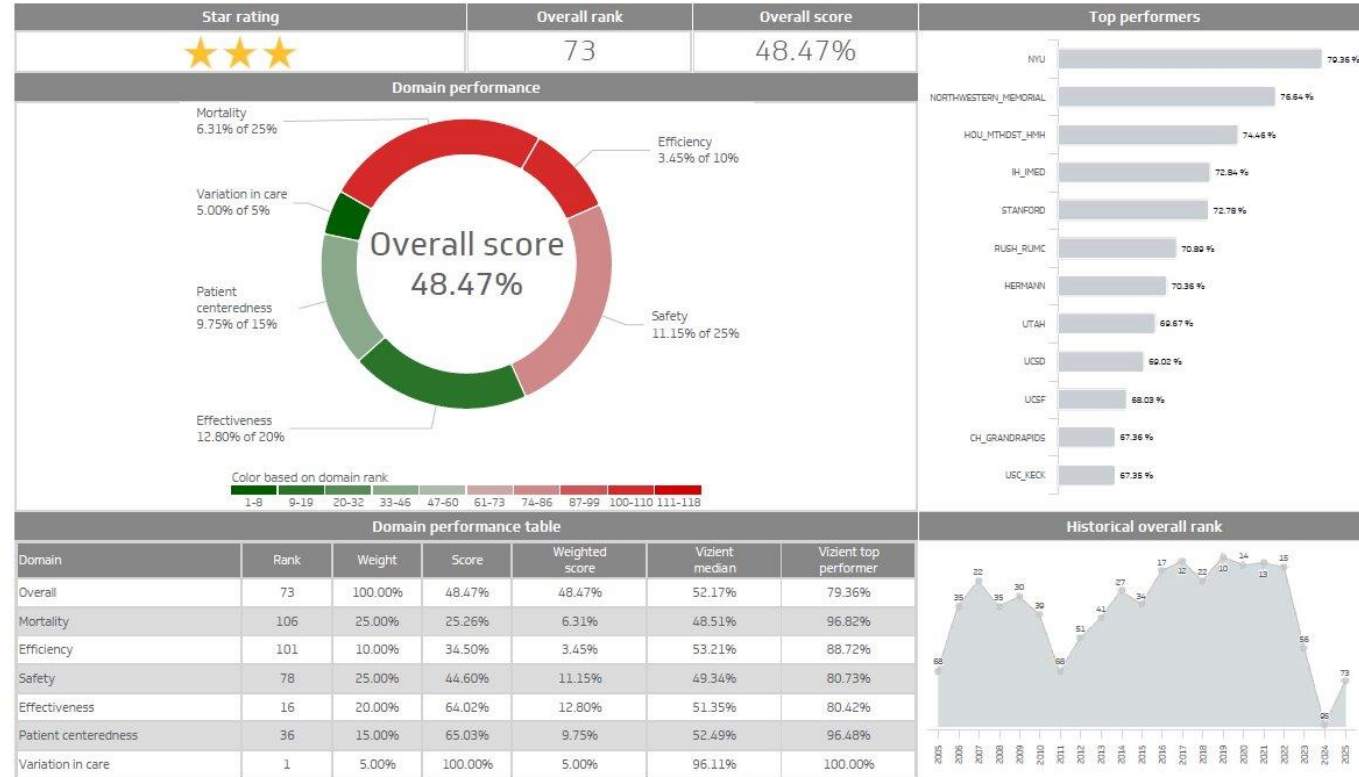 Star rating
Overall rank
Overall score
73
48.47%
Domain performance
Mortality
6.31% of 25%
Efficiency
3.45% of 10%
Variation in care
5.00% of 5%
Overall score
48.47%
Patient
centeredness
9.75% of 15%
Safety
11.15% of 25%
Effectiveness
12.80% of 20%
Color based on domain rank
1-8 9-19 20-32 33-46 47-60 61-73 74-86 87-99 100-110 111-118
Top performers
NYU 79.36 %
NORTHWESTERN_MEMORIAL 76.64 %
HOU_MTHDST_HMH 74.46 %
IH_IMED 72.84 %
STANFORD 72.78 %
RUSH_RUMC 70.89 %
HERMANN 70.36 %
UTAH 69.67 %
UCSD 69.02 %
UCSF 68.03 %
CH_GRANDRAPIDS 67.36 %
USC_KECK 67.35 %
Domain performance table
Domain Rank Weight Score Weighted score Vizient median Vizient top performer
Overall 73 100.00% 48.47% 48.47% 52.17% 79.36%
Mortality 106 25.00% 25.26% 6.31% 48.51% 96.82%
Efficiency 101 10.00% 34.50% 3.45% 53.21% 88.72%
Safety 78 25.00% 44.60% 11.15% 49.34% 80.73%
Effectiveness 16 20.00% 64.02% 12.80% 51.35% 80.42%
Patient centeredness 36 15.00% 65.03% 9.75% 52.49% 96.48%
Variation in care 1 5.00% 100.00% 5.00% 96.11% 100.00%
Historical overall rank
68 35 22 35 30 39 68 51 41 27 34 17 12 22 10 14 13 15 56 95 73
2005 2006 2007 2008 2009 2010 2011 2012 2013 2014 2015 2016 2017 2018 2019 2020 2021 2022 2023 2024 2025